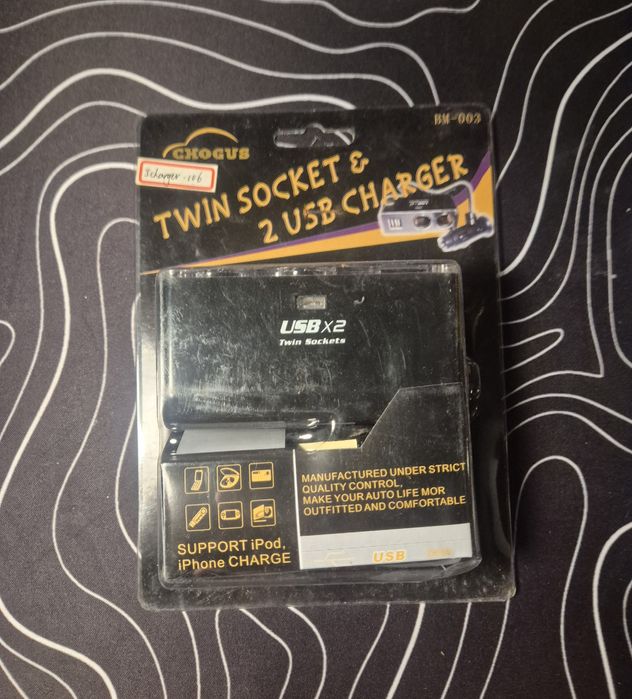 BM-003
CHOGUS
TWIN SOCKET &
2 USB CHARGER
USB X2
Twin Sockets
MANUFACTURED UNDER STRICT
QUALITY CONTROL,
MAKE YOUR AUTO LIFE MOR
OUTFITTED AND COMFORTABLE
SUPPORT iPod,
iPhone CHARGE
USB